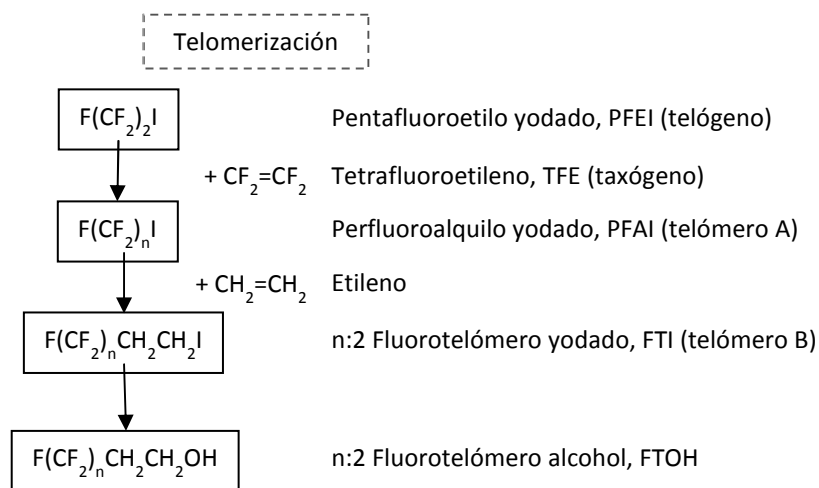 Telomerización
F(CF₂)₂I Pentafluoroetilo yodado, PFEI (telógeno)
+ CF₂=CF₂ Tetrafluoroetileno, TFE (taxógeno)
F(CF₂)ₙI Perfluoroalquilo yodado, PFAI (telómero A)
+ CH₂=CH₂ Etileno
F(CF₂)ₙCH₂CH₂I n:2 Fluorotelómero yodado, FTI (telómero B)
F(CF₂)ₙCH₂CH₂OH n:2 Fluorotelómero alcohol, FTOH